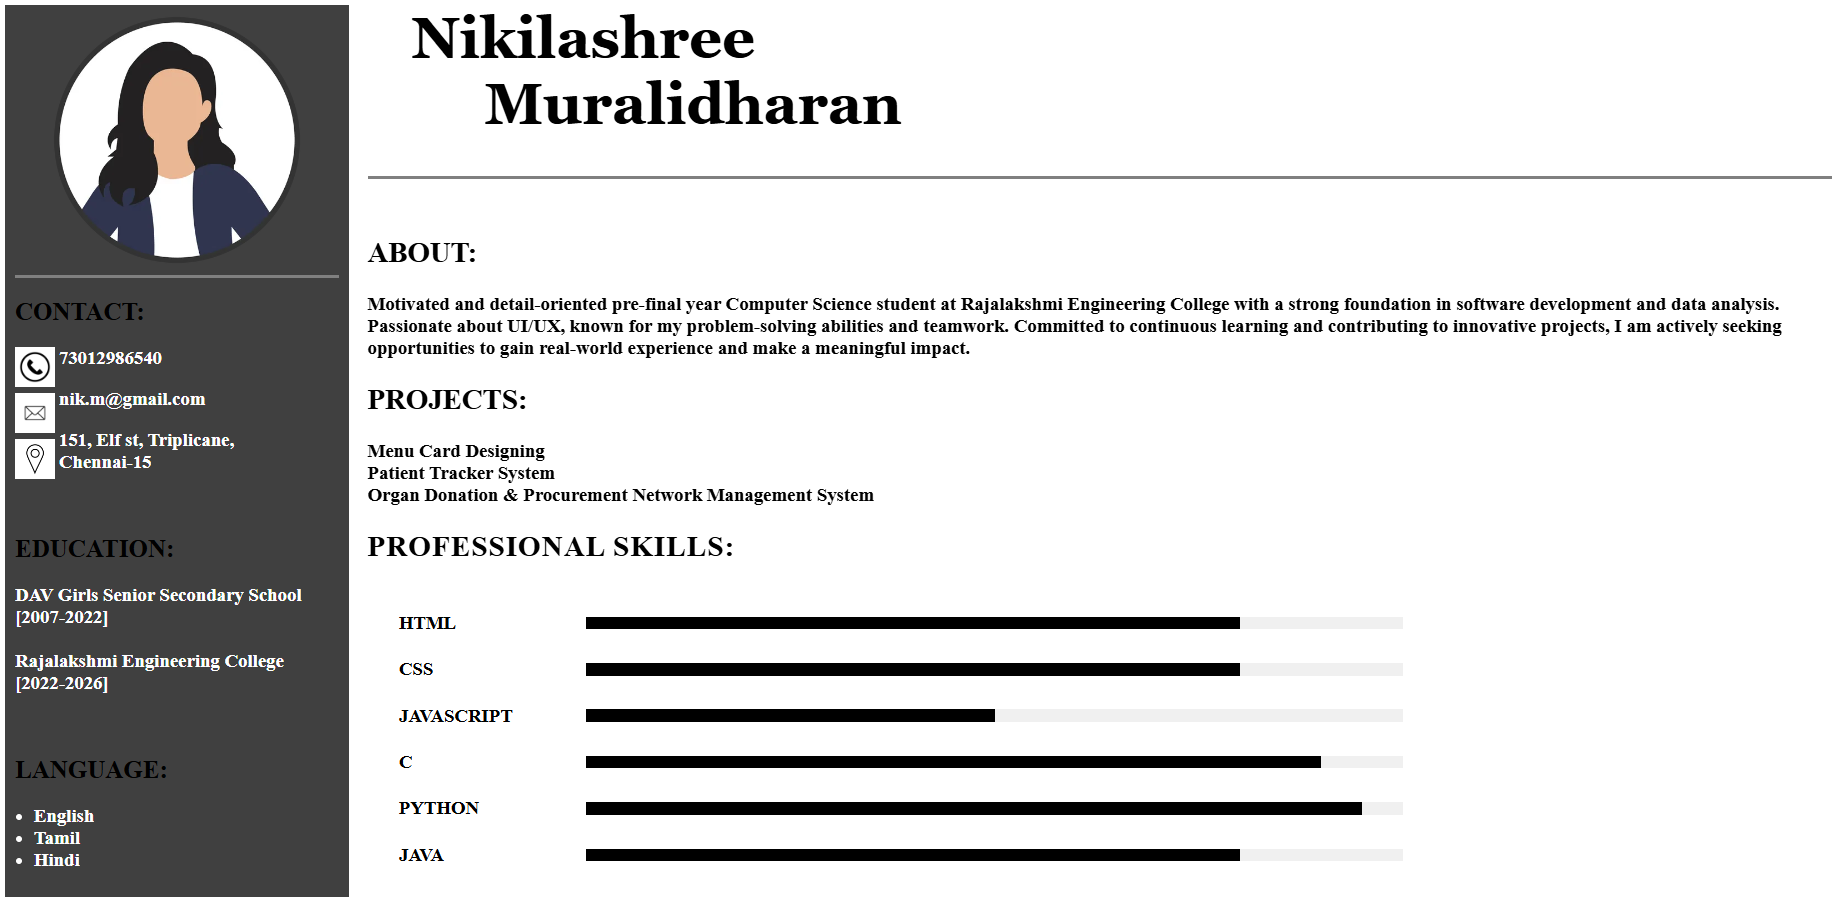 Nikilashree
Muralidharan
CONTACT:
73012986540
nik.m@gmail.com
151, Elf st, Triplicane,
Chennai-15
EDUCATION:
DAV Girls Senior Secondary School
[2007-2022]
Rajalakshmi Engineering College
[2022-2026]
LANGUAGE:
English
Tamil
Hindi
ABOUT:
Motivated and detail-oriented pre-final year Computer Science student at Rajalakshmi Engineering College with a strong foundation in software development and data analysis.
Passionate about UI/UX, known for my problem-solving abilities and teamwork. Committed to continuous learning and contributing to innovative projects, I am actively seeking
opportunities to gain real-world experience and make a meaningful impact.
PROJECTS:
Menu Card Designing
Patient Tracker System
Organ Donation & Procurement Network Management System
PROFESSIONAL SKILLS:
HTML
CSS
JAVASCRIPT
C
PYTHON
JAVA